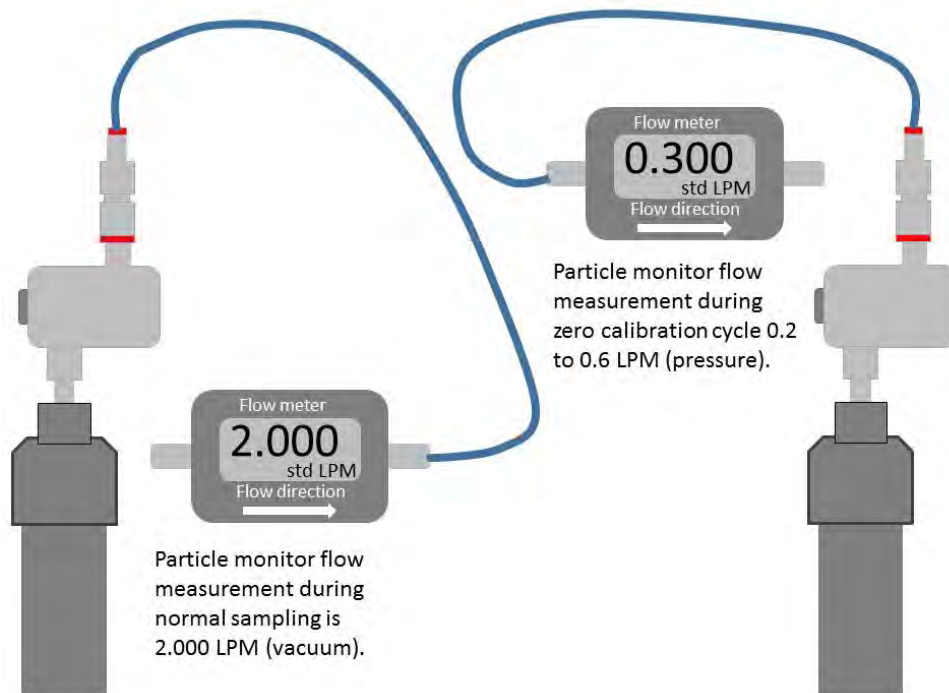 Flow meter
0.300
std LPM
Flow direction
Particle monitor flow
measurement during
zero calibration cycle 0.2
to 0.6 LPM (pressure).
Flow meter
2.000
std LPM
Flow direction
Particle monitor flow
measurement during
normal sampling is
2.000 LPM (vacuum).